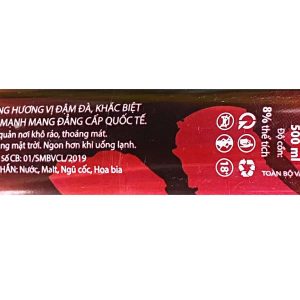 NG HƯƠNG VỊ ĐẬM ĐÀ, KHÁC BIỆT
MẠNH MANG ĐẲNG CẤP QUỐC TẾ.
quản nơi khô ráo, thoáng mát.
ng mặt trời. Ngon hơn khi uống lạnh.
Số CB: 01/SMBVCL/2019
HẦN: Nước, Malt, Ngũ cốc, Hoa bia
500 ml
Độ cồn:
8% thể tích
18+
TOÀN BỘ VÀ